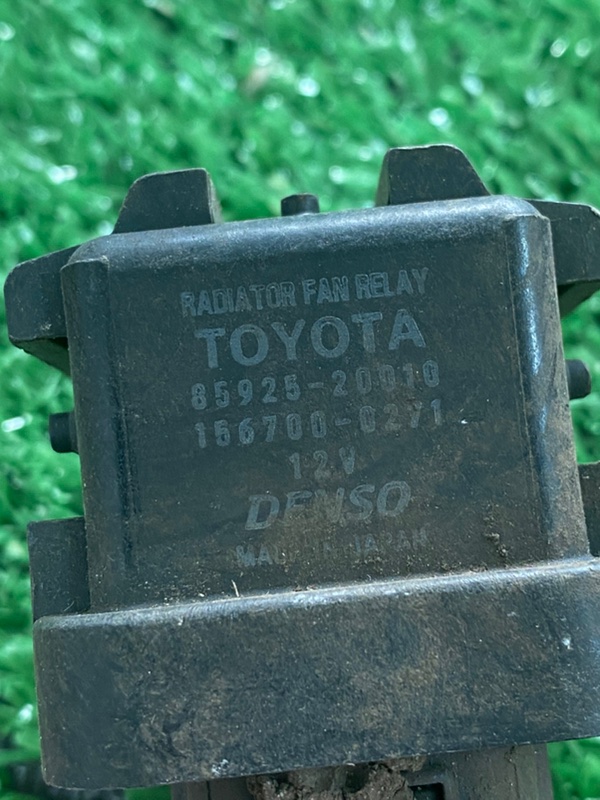 RADIATOR FAN RELAY
TOYOTA
85925-20010
156700-0271
12V
DENSO
MADE IN JAPAN